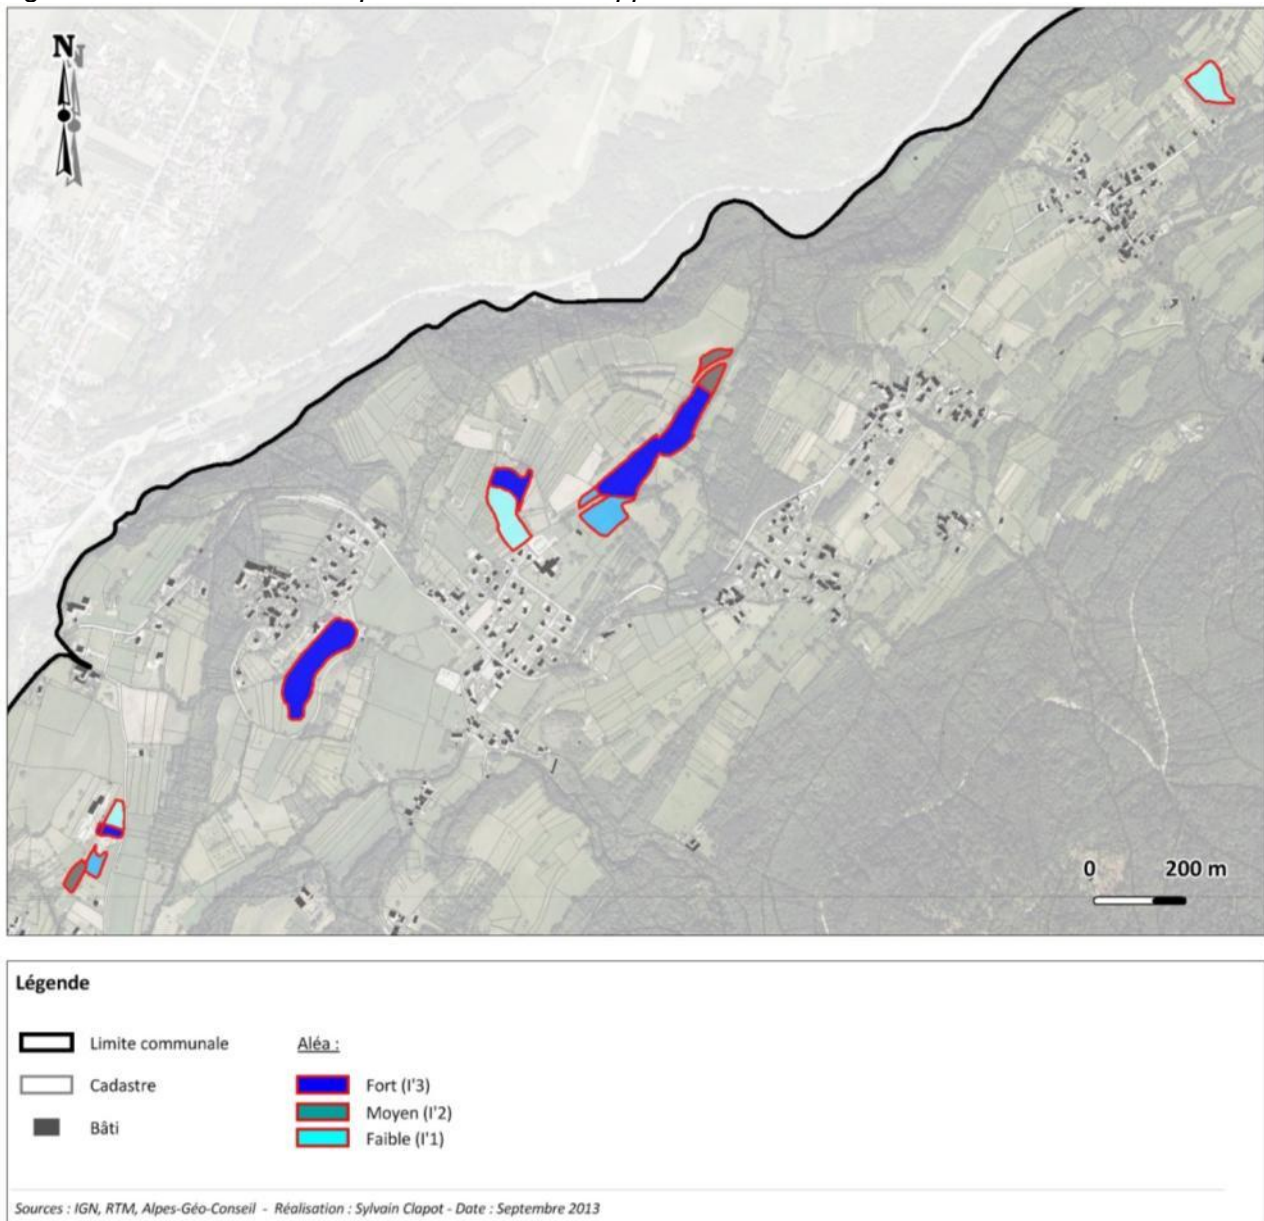 N
0 200 m
Légende
Limite communale
Cadastre
Bâti
Aléa :
Fort (I'3)
Moyen (I'2)
Faible (I'1)
Sources : IGN, RTM, Alpes-Géo-Conseil - Réalisation : Sylvain Clapot - Date : Septembre 2013